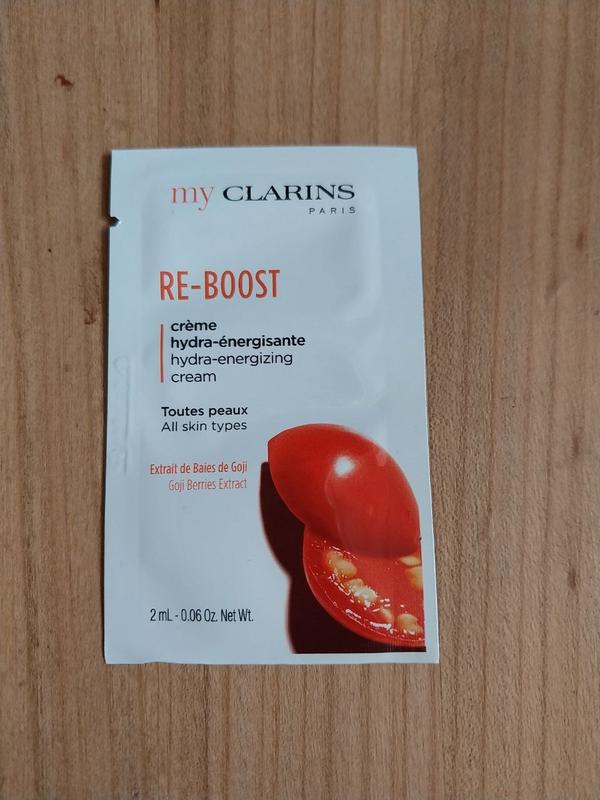 my CLARINS
PARIS
RE-BOOST
crème
hydra-énergisante
hydra-energizing
cream
Toutes peaux
All skin types
Extrait de Baies de Goji
Goji Berries Extract
2 mL - 0.06 Oz. Net Wt.